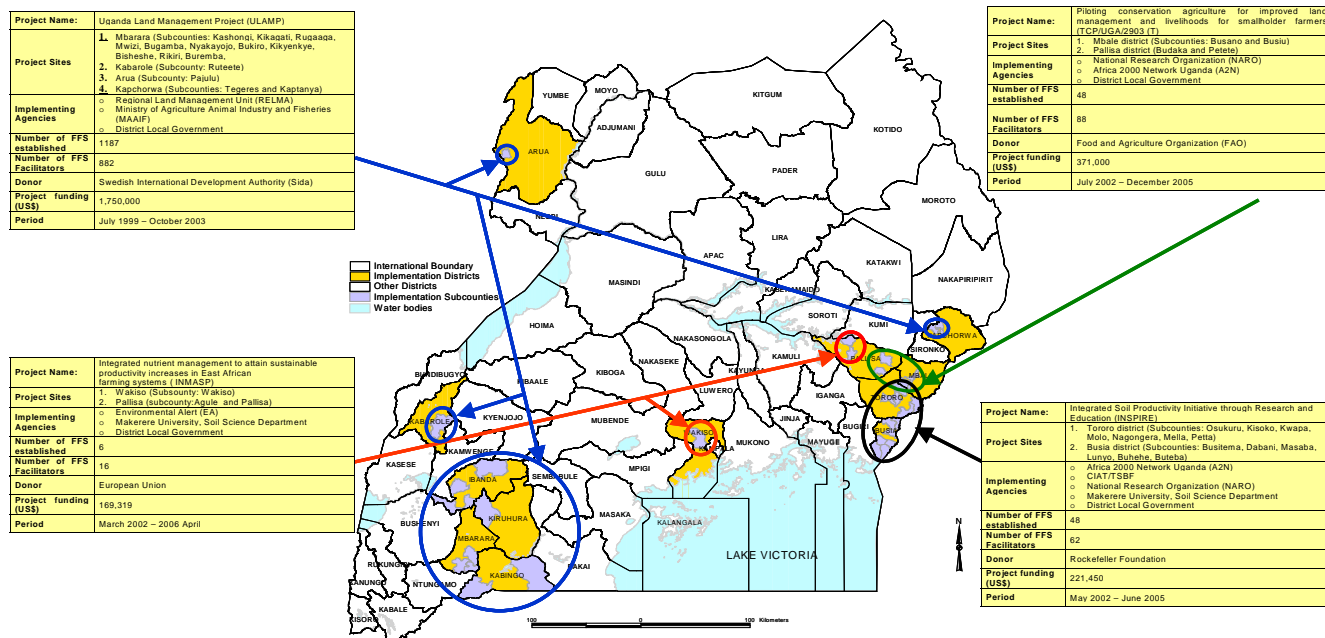 Project Name: Uganda Land Management Project (ULAMP)
Project Sites
1. Mbarara (Subcounties: Kashongi, Kikagati, Rugaaga,
Mwizi, Bugamba, Nyakayojo, Bukiro, Kikyenkye,
Bisheshe, Rikiri, Buremba,
2. Kabarole (Subcounty: Ruteete)
3. Arua (Subcounty: Pajulu)
4. Kapchorwa (Subcounties: Tegeres and Kaptanya)
Implementing
Agencies
o Regional Land Management Unit (RELMA)
o Ministry of Agriculture Animal Industry and Fisheries
(MAAIF)
o District Local Government
Number of FFS
established
1187
Number of FFS
Facilitators
882
Donor Swedish International Development Authority (Sida)
Project funding
(US$)
1,750,000
Period July 1999 – October 2003
Project Name:
Piloting conservation agriculture for improved land
management and livelihoods for smallholder farmers
(TCP/UGA/2903 (T)
Project Sites
1. Mbale district (Subcounties: Busano and Busiu)
2. Pallisa district (Budaka and Petete)
Implementing
Agencies
o National Research Organization (NARO)
o Africa 2000 Network Uganda (A2N)
o District Local Government
Number of FFS
established
48
Number of FFS
Facilitators
88
Donor Food and Agriculture Organization (FAO)
Project funding
(US$)
371,000
Period July 2002 – December 2005
International Boundary
Implementation Districts
Other Districts
Implementation Subcounties
Water bodies
YUMBE
MOYO
ADJUMANI
KITGUM
KOTIDO
ARUA
GULU
PADER
MOROTO
NEBBI
LIRA
APAC
KATAKWI
NAKAPIRIPIRIT
MASINDI
KABERAMAIDO
SOROTI
KUMI
KAPCHORWA
SIRONKO
HOIMA
NAKASONGOLA
KAMULI
PALLISA
MBALE
NAKASEKE
KAYUNGA
BUNDIBUGYO
KIBAALE
KIBOGA
LUWERO
IGANGA
TORORO
KABAROLE
KYENJOJO
MUBENDE
WAKISO
KAMPALA
MUKONO
JINJA
MAYUGE
BUGIRI
BUSIA
KAMWENGE
KASESE
MPIGI
IBANDA
SEMBABULE
KIRUHURA
MASAKA
KALANGALA
BUSHENYI
MBARARA
LAKE VICTORIA
RUKUNGIRI
KABINGO
RAKAI
KANUNGU
NTUNGAMO
KABALE
KISORO
N
100 0 100 Kilometers
Project Name:
Integrated nutrient management to attain sustainable
productivity increases in East African
farming systems ( INMASP)
Project Sites
1. Wakiso (Subsounty: Wakiso)
2. Pallisa (subcounty:Agule and Pallisa)
Implementing
Agencies
o Environmental Alert (EA)
o Makerere University, Soil Science Department
o District Local Government
Number of FFS
established
6
Number of FFS
Facilitators
16
Donor European Union
Project funding
(US$)
169,319
Period March 2002 – 2006 April
Project Name:
Integrated Soil Productivity Initiative through Research and
Education (INSPIRE)
Project Sites
1. Tororo district (Subcounties: Osukuru, Kisoko, Kwapa,
Molo, Nagongera, Mella, Petta)
2. Busia district (Subcounties: Busitema, Dabani, Masaba,
Lunyo, Buhehe, Buteba)
Implementing
Agencies
o Africa 2000 Network Uganda (A2N)
o CIAT/TSBF
o National Research Organization (NARO)
o Makerere University, Soil Science Department
o District Local Government
Number of FFS
established
48
Number of FFS
Facilitators
62
Donor Rockefeller Foundation
Project funding
(US$)
221,450
Period May 2002 – June 2005